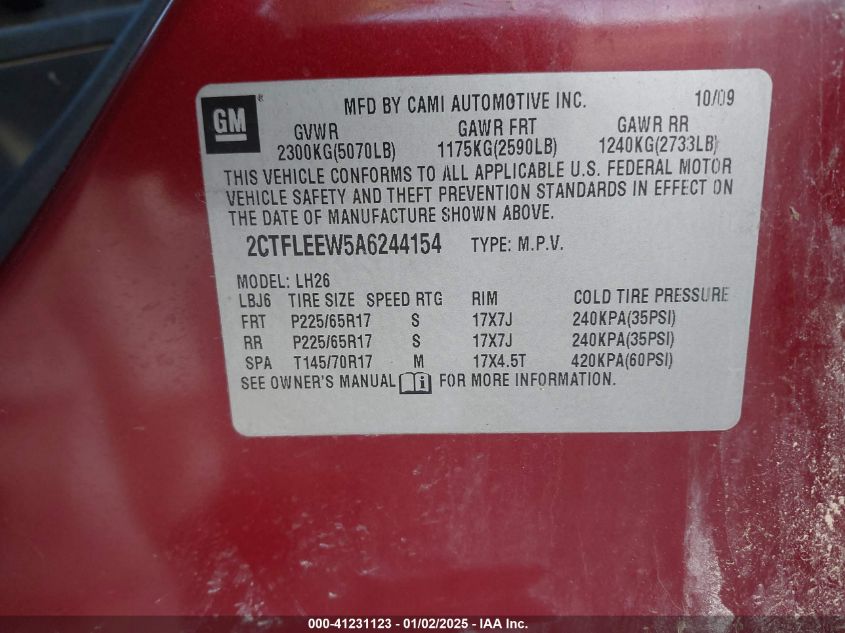 GM
MFD BY CAMI AUTOMOTIVE INC. 10/09
GVWR GAWR FRT GAWR RR
2300KG(5070LB) 1175KG(2590LB) 1240KG(2733LB)
THIS VEHICLE CONFORMS TO ALL APPLICABLE U.S. FEDERAL MOTOR
VEHICLE SAFETY AND THEFT PREVENTION STANDARDS IN EFFECT ON
THE DATE OF MANUFACTURE SHOWN ABOVE.
2CTFLEEW5A6244154 TYPE: M.P.V.
MODEL: LH26
LBJ6 TIRE SIZE SPEED RTG RIM COLD TIRE PRESSURE
FRT P225/65R17 S 17X7J 240KPA(35PSI)
RR P225/65R17 S 17X7J 240KPA(35PSI)
SPA T145/70R17 M 17X4.5T 420KPA(60PSI)
SEE OWNER'S MANUAL i FOR MORE INFORMATION.
000-41231123 — 01/02/2025 - IAA Inc.